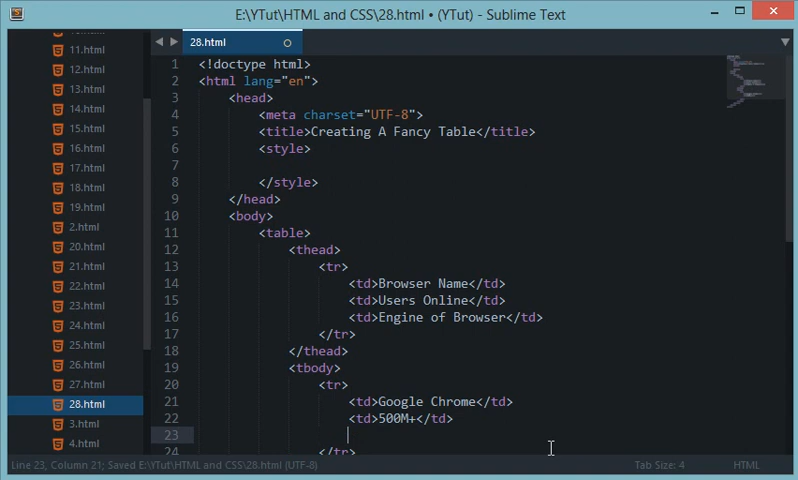 E:\YTut\HTML and CSS\28.html • (YTut) - Sublime Text
28.html
11.html
12.html
13.html
14.html
15.html
16.html
17.html
18.html
19.html
2.html
20.html
21.html
22.html
23.html
24.html
25.html
26.html
27.html
28.html
3.html
4.html
1 <!doctype html>
2 <html lang="en">
3 <head>
4 <meta charset="UTF-8">
5 <title>Creating A Fancy Table</title>
6 <style>
7
8 </style>
9 </head>
10 <body>
11 <table>
12 <thead>
13 <tr>
14 <td>Browser Name</td>
15 <td>Users Online</td>
16 <td>Engine of Browser</td>
17 </tr>
18 </thead>
19 <tbody>
20 <tr>
21 <td>Google Chrome</td>
22 <td>500M+</td>
23
24 </tr>
Line 23, Column 21; Saved E:\YTut\HTML and CSS\28.html (UTF-8)
Tab Size: 4
HTML